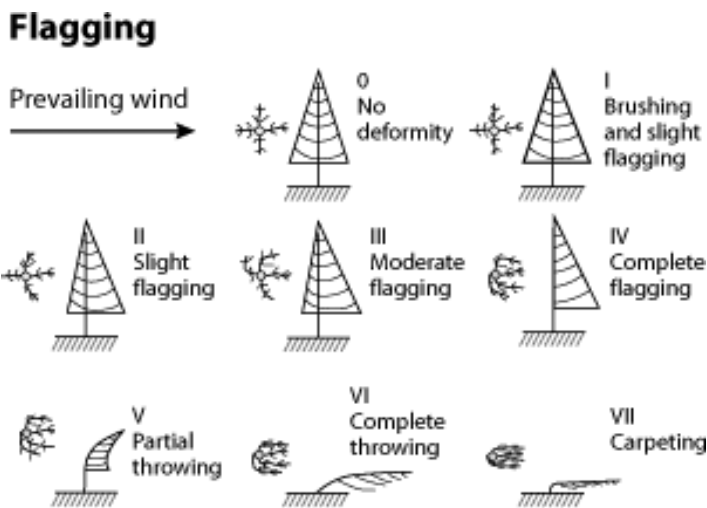 Flagging
Prevailing wind
0
No
deformity
I
Brushing
and slight
flagging
II
Slight
flagging
III
Moderate
flagging
IV
Complete
flagging
V
Partial
throwing
VI
Complete
throwing
VII
Carpeting